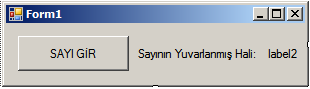 Form1
SAYI GİR
Sayının Yuvarlanmış Hali: label2